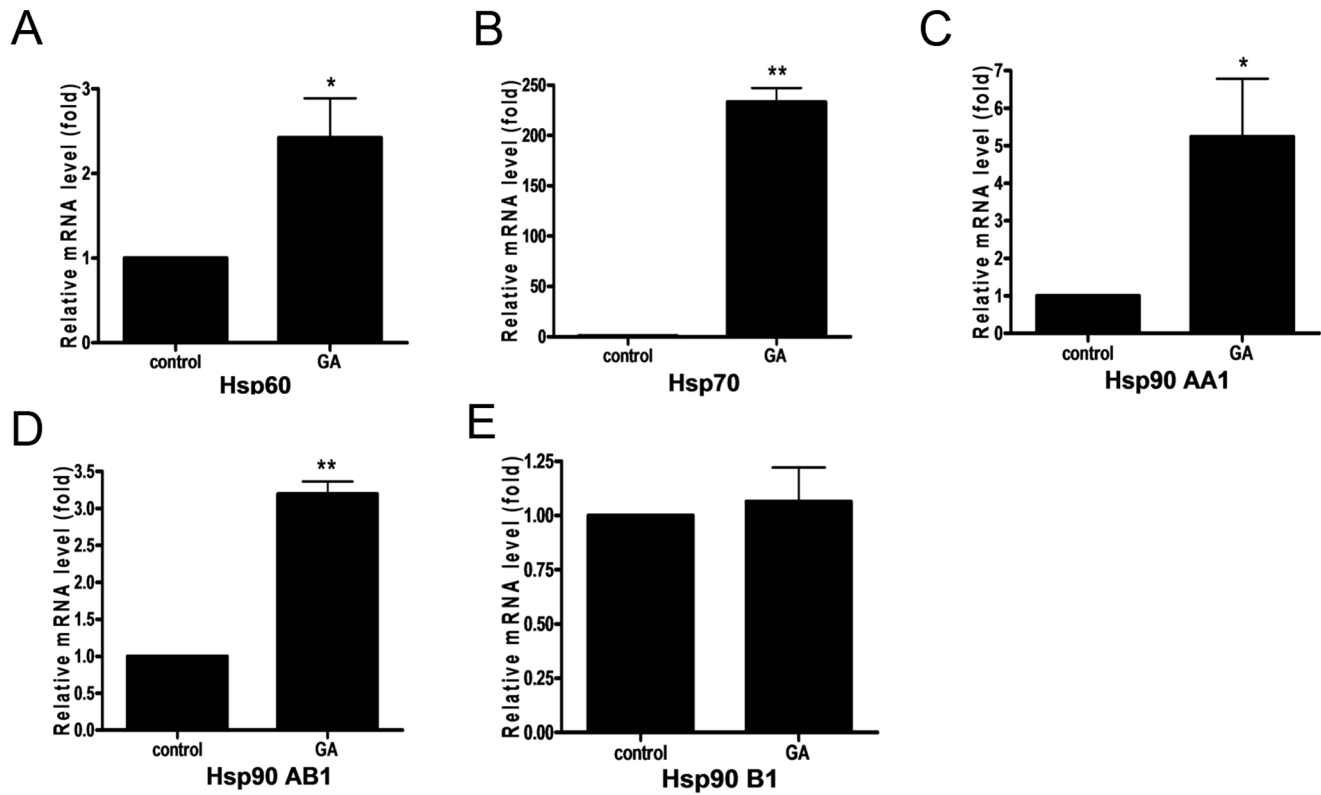 A
Relative mRNA level (fold)
3
2
1
0
*
control
GA
Hsp60
B
Relative mRNA level (fold)
250
200
150
100
50
0
**
control
GA
Hsp70
C
Relative mRNA level (fold)
7
6
5
4
3
2
1
0
*
control
GA
Hsp90 AA1
D
Relative mRNA level (fold)
3.5
3.0
2.5
2.0
1.5
1.0
0.5
0.0
**
control
GA
Hsp90 AB1
E
Relative mRNA level (fold)
1.25
1.00
0.75
0.50
0.25
0.00
control
GA
Hsp90 B1